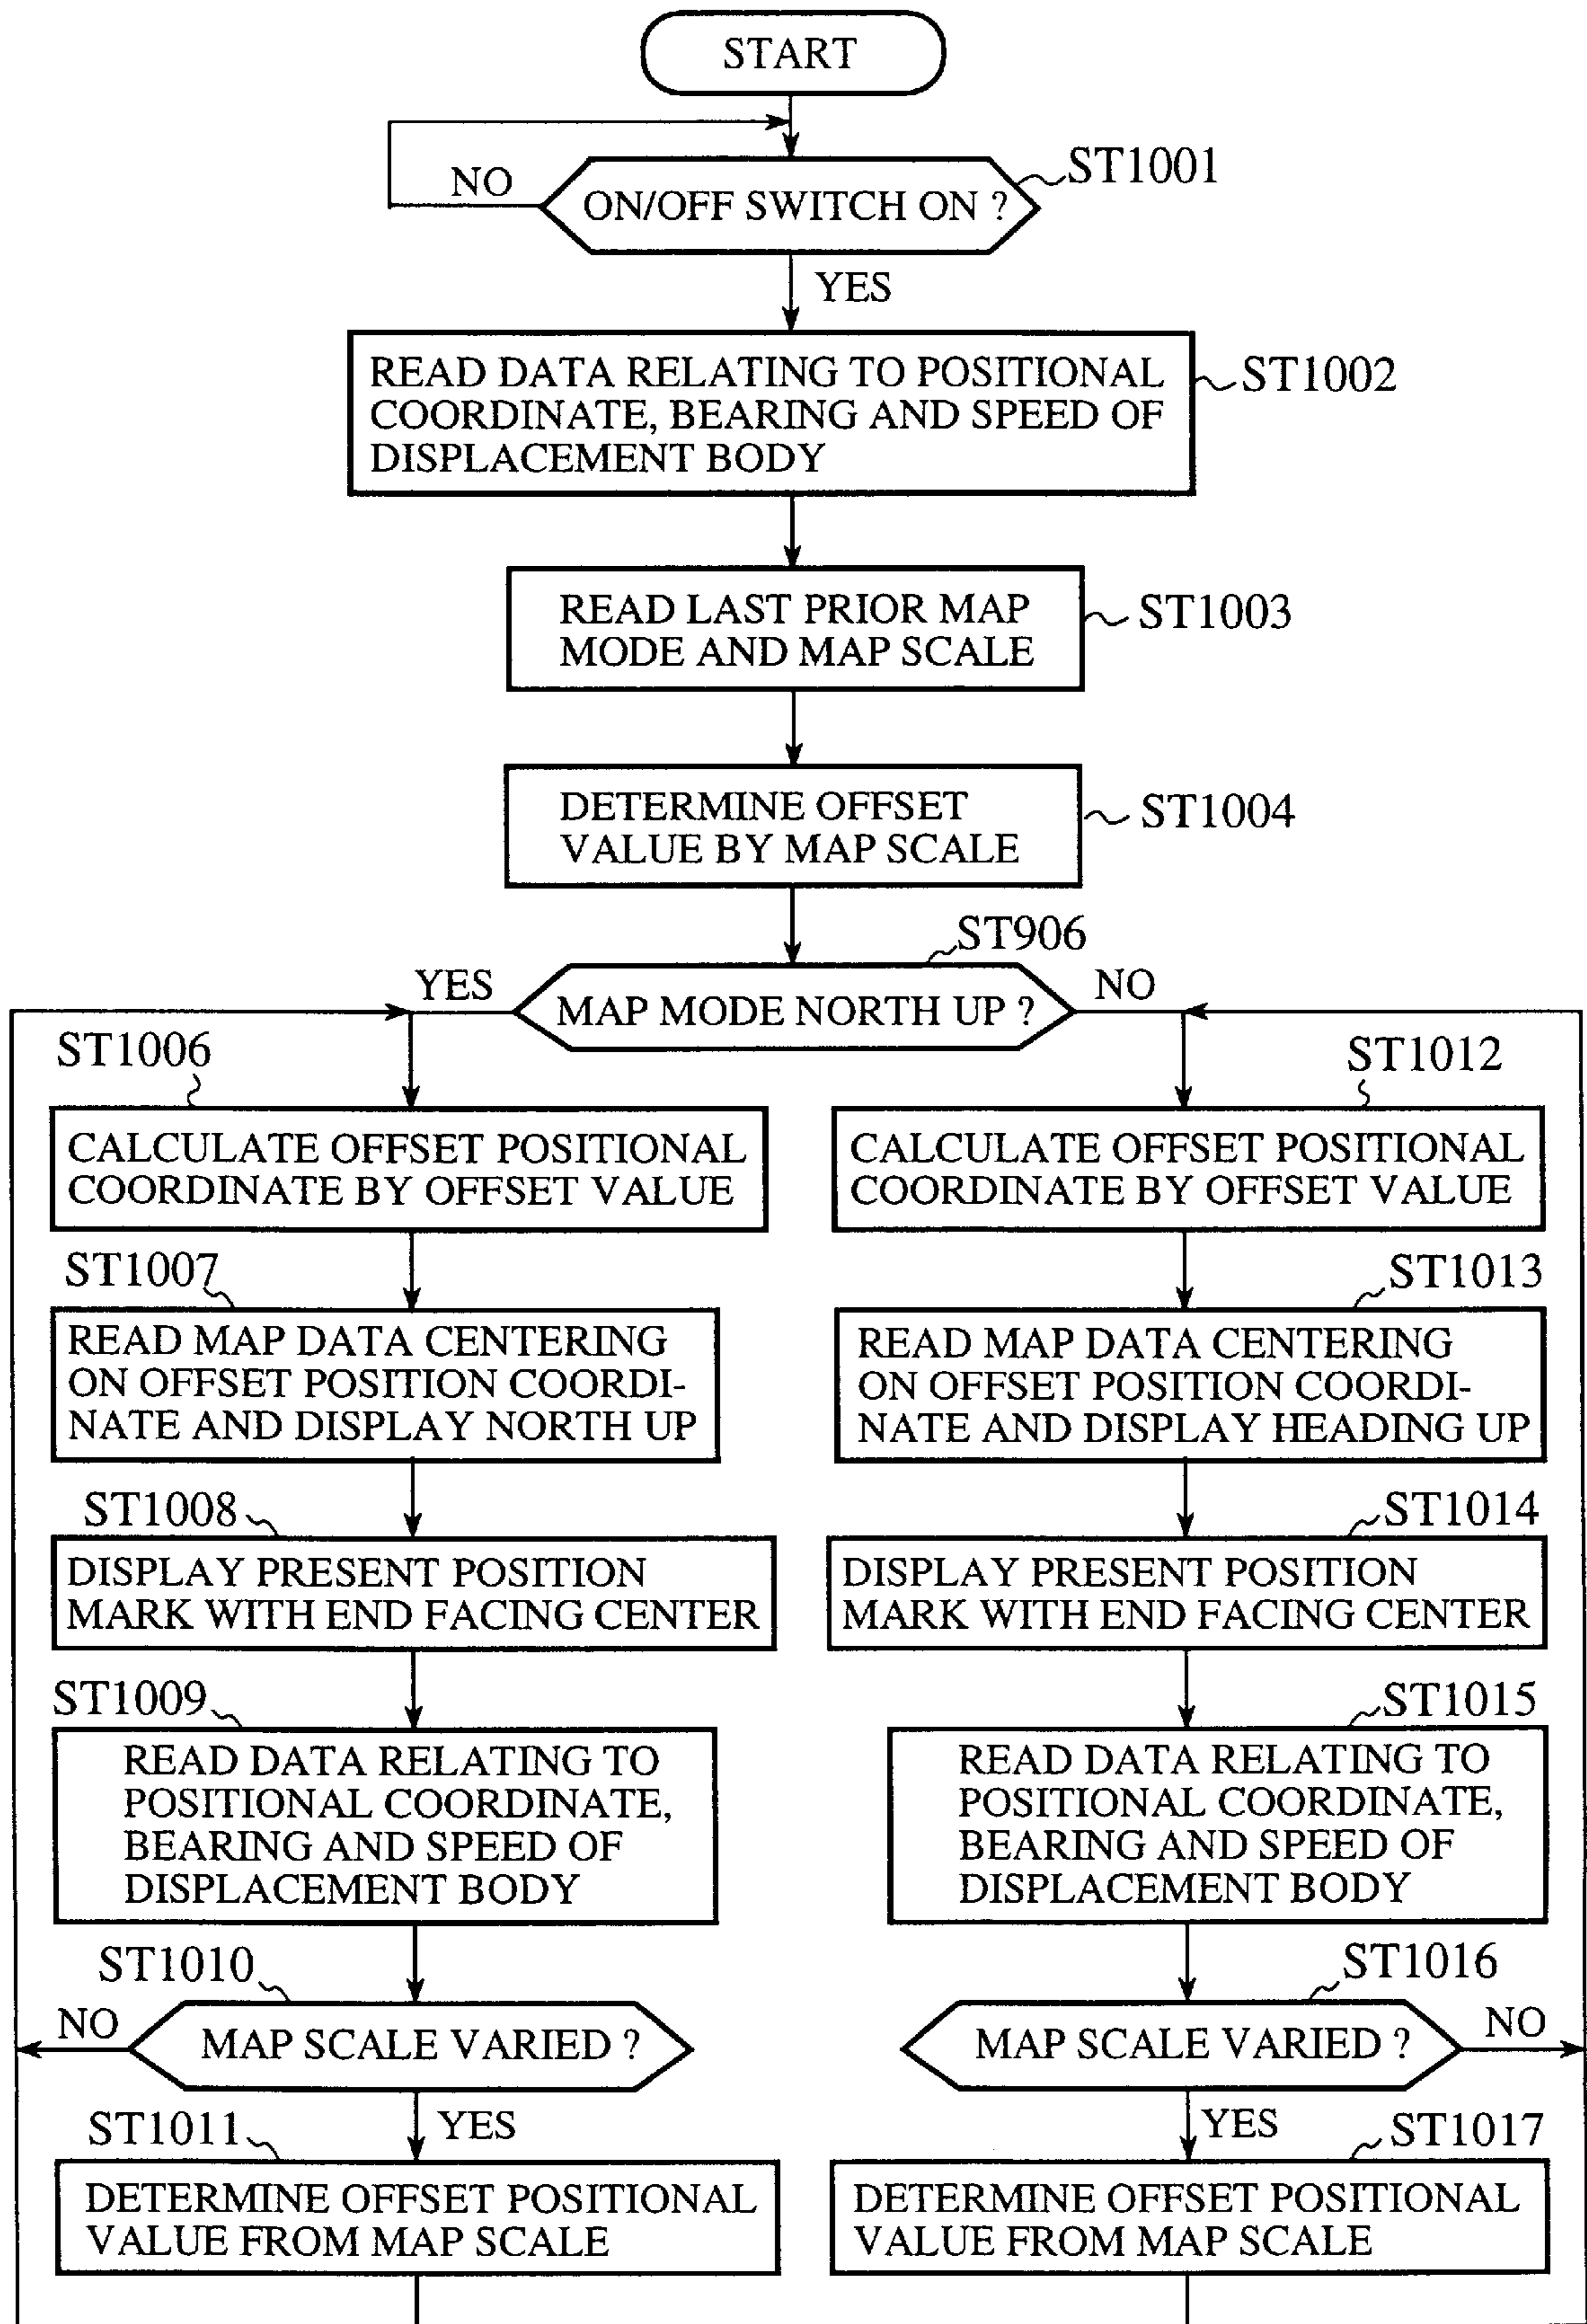 START
NO
ON/OFF SWITCH ON ?
ST1001
YES
READ DATA RELATING TO POSITIONAL
COORDINATE, BEARING AND SPEED OF
DISPLACEMENT BODY
ST1002
READ LAST PRIOR MAP
MODE AND MAP SCALE
ST1003
DETERMINE OFFSET
VALUE BY MAP SCALE
ST1004
ST906
YES
MAP MODE NORTH UP ?
NO
ST1006
CALCULATE OFFSET POSITIONAL
COORDINATE BY OFFSET VALUE
ST1007
READ MAP DATA CENTERING
ON OFFSET POSITION COORDI-
NATE AND DISPLAY NORTH UP
ST1008
DISPLAY PRESENT POSITION
MARK WITH END FACING CENTER
ST1009
READ DATA RELATING TO
POSITIONAL COORDINATE,
BEARING AND SPEED OF
DISPLACEMENT BODY
ST1010
NO
MAP SCALE VARIED ?
YES
ST1011
DETERMINE OFFSET POSITIONAL
VALUE FROM MAP SCALE
ST1012
CALCULATE OFFSET POSITIONAL
COORDINATE BY OFFSET VALUE
ST1013
READ MAP DATA CENTERING
ON OFFSET POSITION COORDI-
NATE AND DISPLAY HEADING UP
ST1014
DISPLAY PRESENT POSITION
MARK WITH END FACING CENTER
ST1015
READ DATA RELATING TO
POSITIONAL COORDINATE,
BEARING AND SPEED OF
DISPLACEMENT BODY
ST1016
MAP SCALE VARIED ?
NO
YES
ST1017
DETERMINE OFFSET POSITIONAL
VALUE FROM MAP SCALE